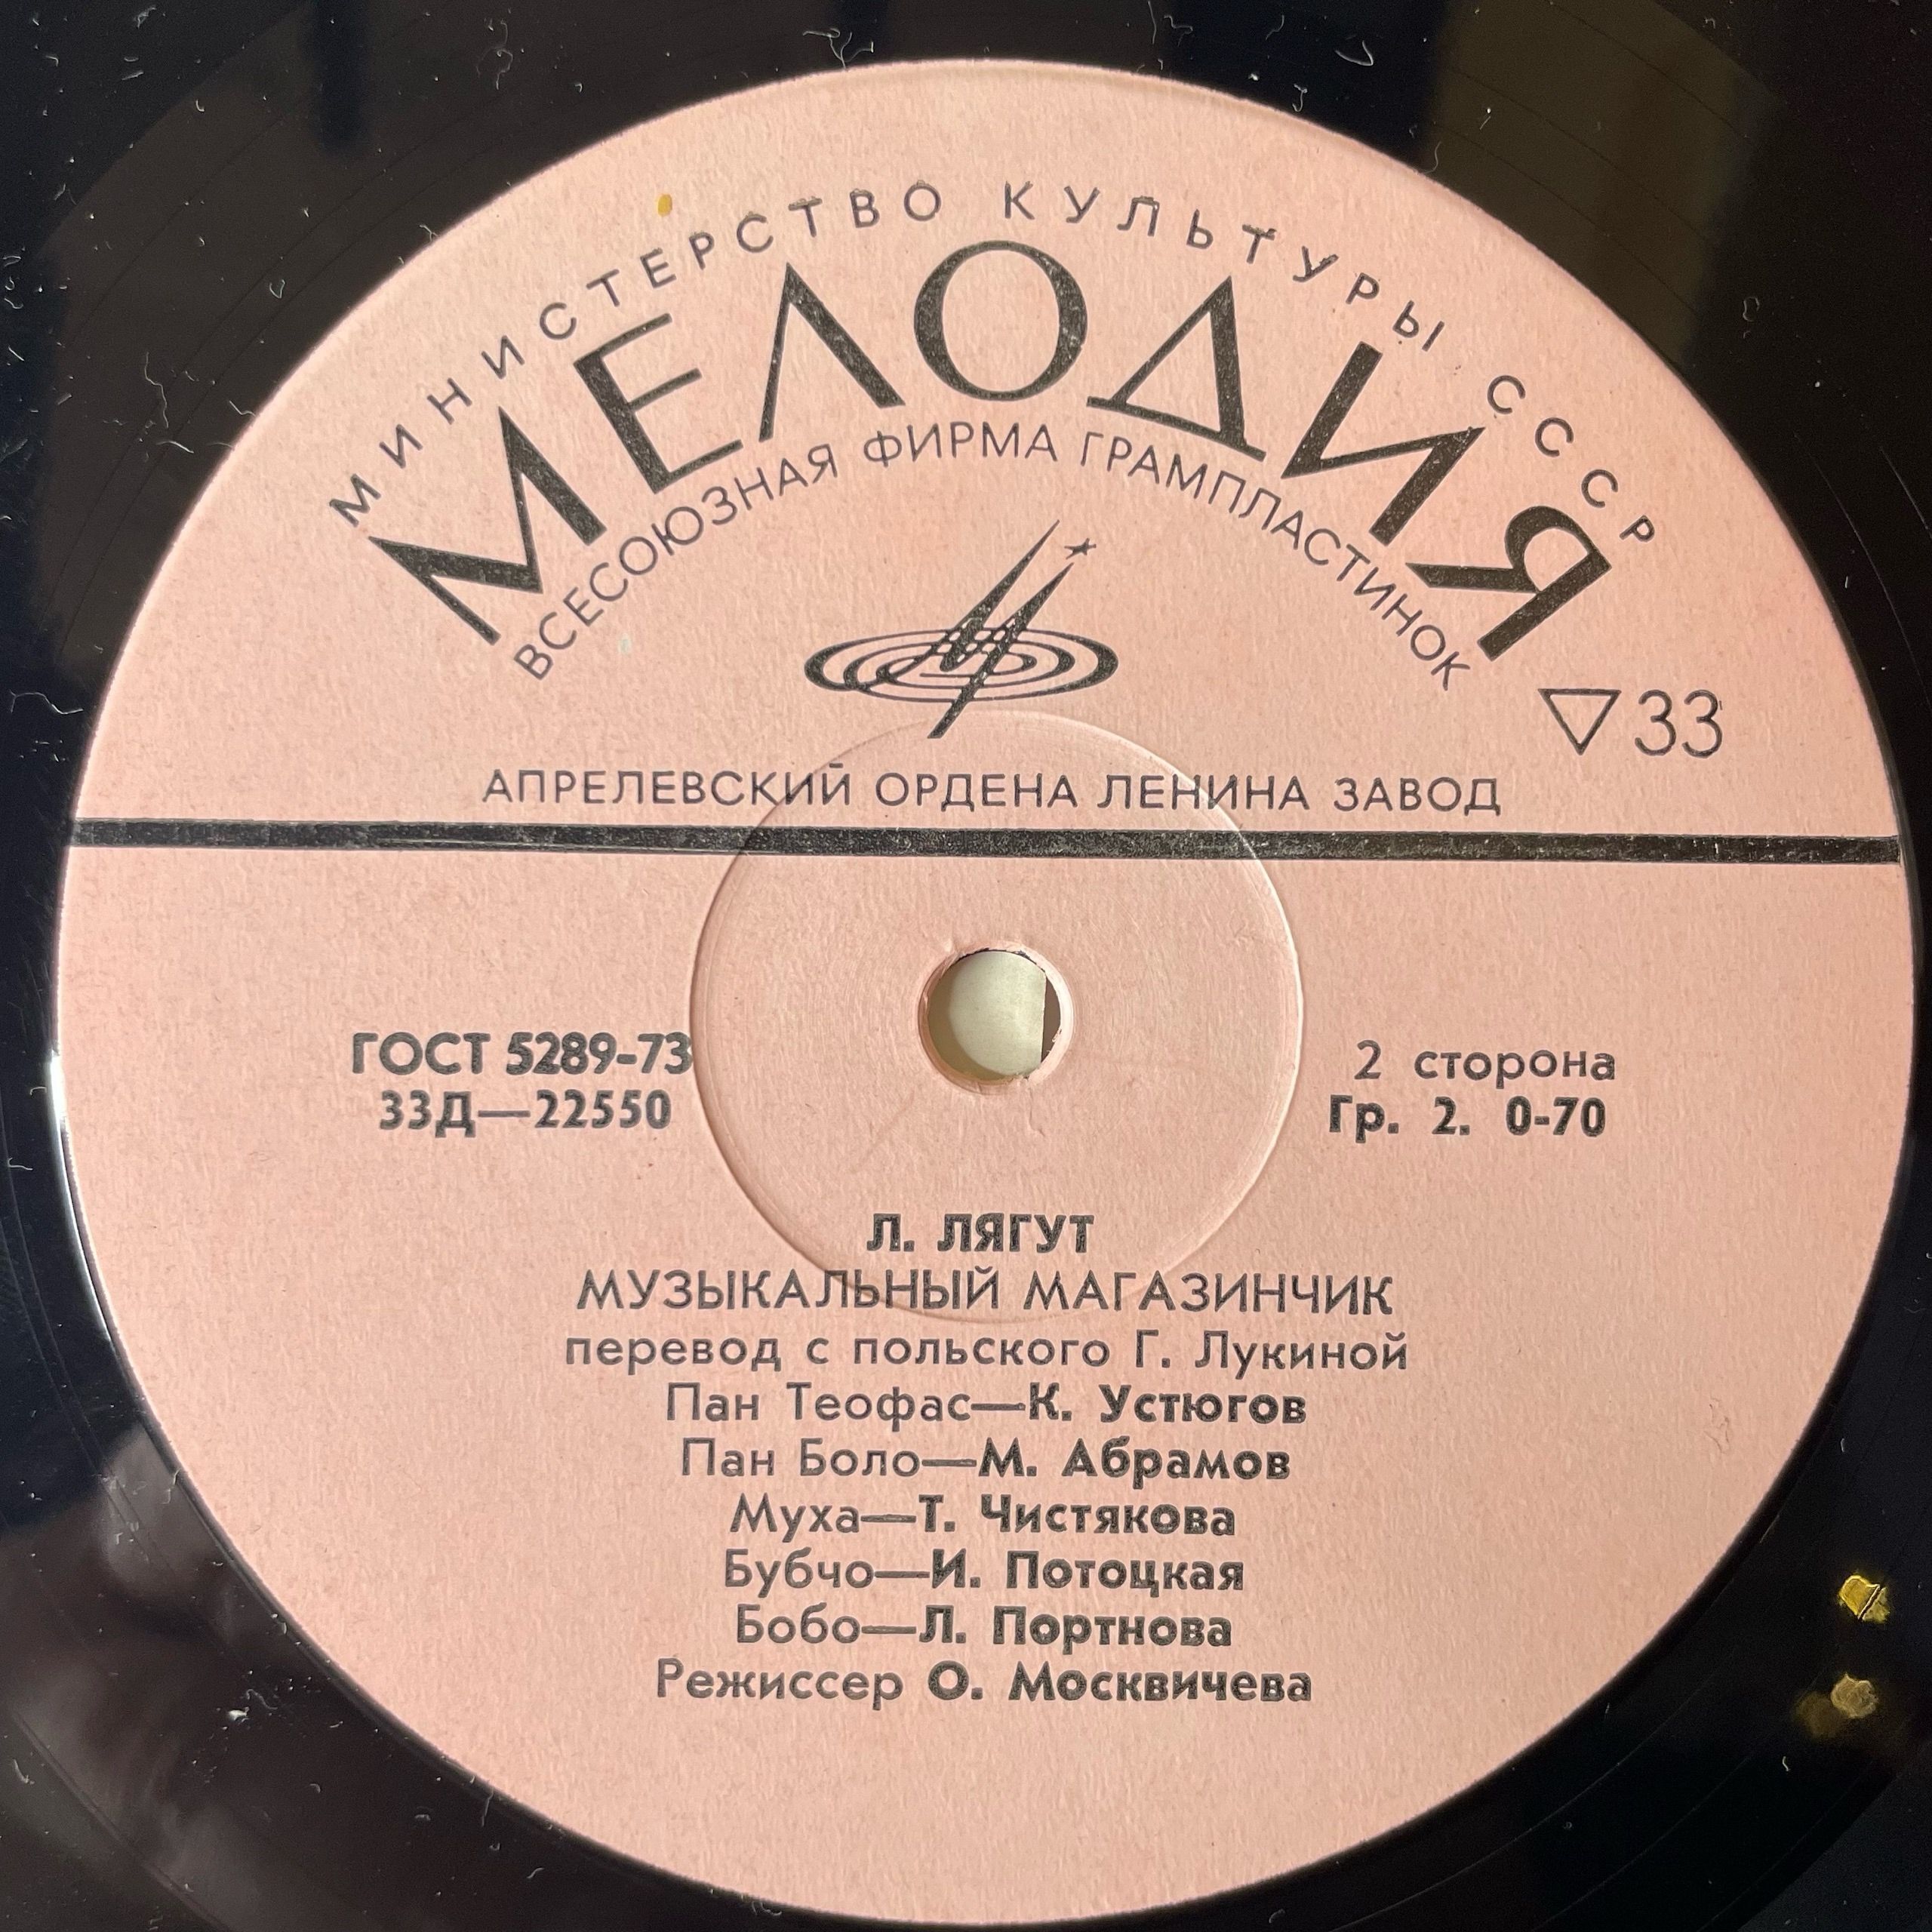 МИНИСТЕРСТВО КУЛЬТУРЫ СССР
МЕЛОДИЯ
ВСЕСОЮЗНАЯ ФИРМА ГРАМПЛАСТИНОК
▽33
АПРЕЛЕВСКИЙ ОРДЕНА ЛЕНИНА ЗАВОД
ГОСТ 5289-73
33Д—22550
2 сторона
Гр. 2. 0-70
Л. ЛЯГУТ
МУЗЫКАЛЬНЫЙ МАГАЗИНЧИК
перевод с польского Г. Лукиной
Пан Теофас—К. Устюгов
Пан Боло—М. Абрамов
Муха—Т. Чистякова
Бубчо—И. Потоцкая
Бобо—Л. Портнова
Режиссер О. Москвичева